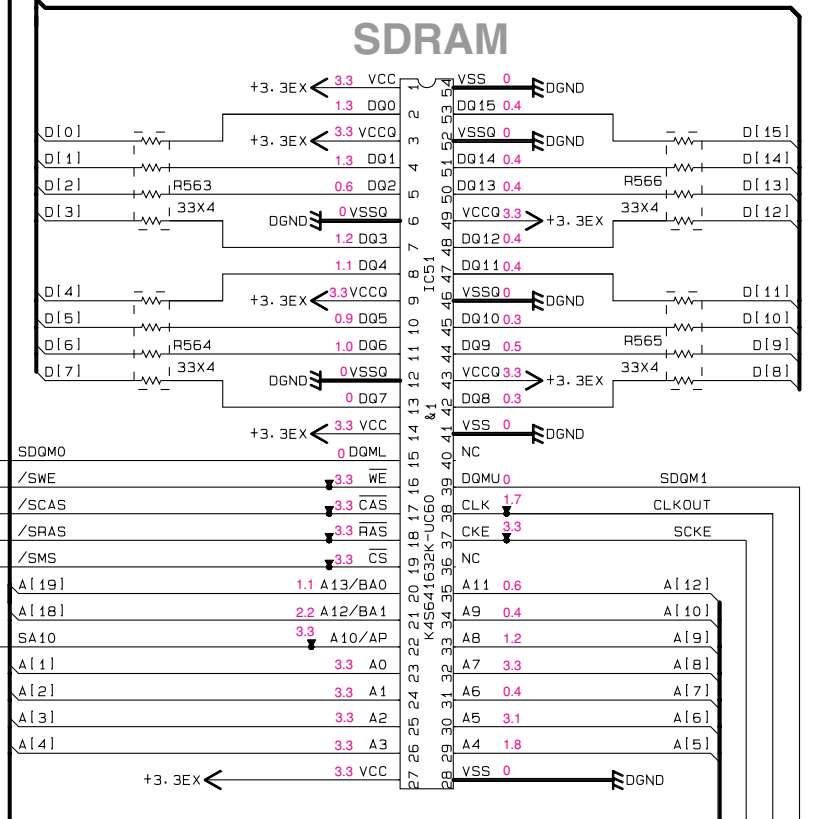 SDRAM
+3.3EX 3.3 VCC 1 54 VSS 0 DGND
1.3 DQ0 2 53 DQ15 0.4
D[0] +3.3EX 3.3 VCCQ 3 52 VSSQ 0 DGND D[15]
D[1] 1.3 DQ1 4 51 DQ14 0.4 D[14]
D[2] R563 0.6 DQ2 5 50 DQ13 0.4 R566 D[13]
D[3] 33X4 DGND 0 VSSQ 6 49 VCCQ 3.3 +3.3EX 33X4 D[12]
1.2 DQ3 7 48 DQ12 0.4
1.1 DQ4 8 47 DQ11 0.4
IC51
D[4] +3.3EX 3.3 VCCQ 9 46 VSSQ 0 DGND D[11]
D[5] 0.9 DQ5 10 45 DQ10 0.3 D[10]
D[6] R564 1.0 DQ6 11 44 DQ9 0.5 R565 D[9]
D[7] 33X4 DGND 0 VSSQ 12 43 VCCQ 3.3 +3.3EX 33X4 D[8]
0 DQ7 13 42 DQ8 0.3
&1
+3.3EX 3.3 VCC 14 41 VSS 0 DGND
SDQM0 0 DQML 15 40 NC
/SWE 3.3 WE 16 39 DQMU 0 SDQM1
/SCAS 3.3 CAS 17 38 CLK 1.7 CLKOUT
/SRAS 3.3 RAS 18 37 CKE 3.3 SCKE
/SMS 3.3 CS 19 36 NC
K4S641632K-UC60
A[19] 1.1 A13/BA0 20 35 A11 0.6 A[12]
A[18] 2.2 A12/BA1 21 34 A9 0.4 A[10]
SA10 3.3 A10/AP 22 33 A8 1.2 A[9]
A[1] 3.3 A0 23 32 A7 3.3 A[8]
A[2] 3.3 A1 24 31 A6 0.4 A[7]
A[3] 3.3 A2 25 30 A5 3.1 A[6]
A[4] 3.3 A3 26 29 A4 1.8 A[5]
+3.3EX 3.3 VCC 27 28 VSS 0 DGND